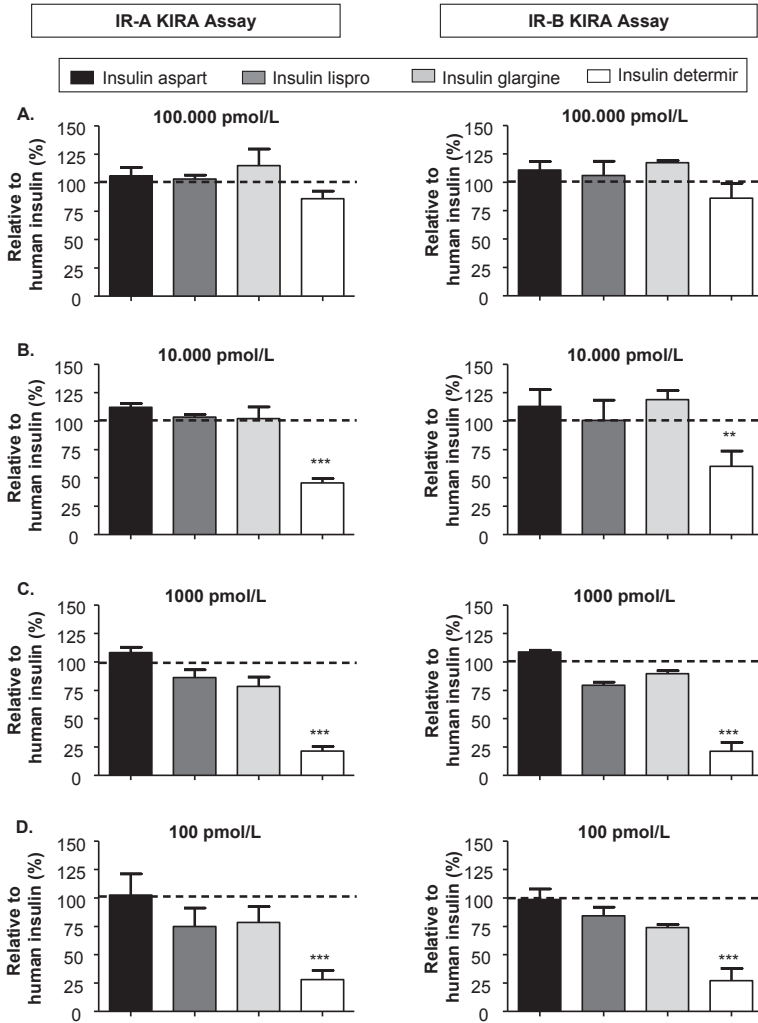 IR-A KIRA Assay
IR-B KIRA Assay
Insulin aspart Insulin lispro Insulin glargine Insulin determir
A.
100.000 pmol/L
Relative to
human insulin (%)
150
125
100
75
50
25
0
100.000 pmol/L
Relative to
human insulin (%)
150
125
100
75
50
25
0
B.
10.000 pmol/L
Relative to
human insulin (%)
150
125
100
75
50
25
0
***
10.000 pmol/L
Relative to
human insulin (%)
150
125
100
75
50
25
0
**
C.
1000 pmol/L
Relative to
human insulin (%)
150
125
100
75
50
25
0
***
1000 pmol/L
Relative to
human insulin (%)
150
125
100
75
50
25
0
***
D.
100 pmol/L
Relative to
human insulin (%)
150
125
100
75
50
25
0
***
100 pmol/L
Relative to
human insulin (%)
150
125
100
75
50
25
0
***